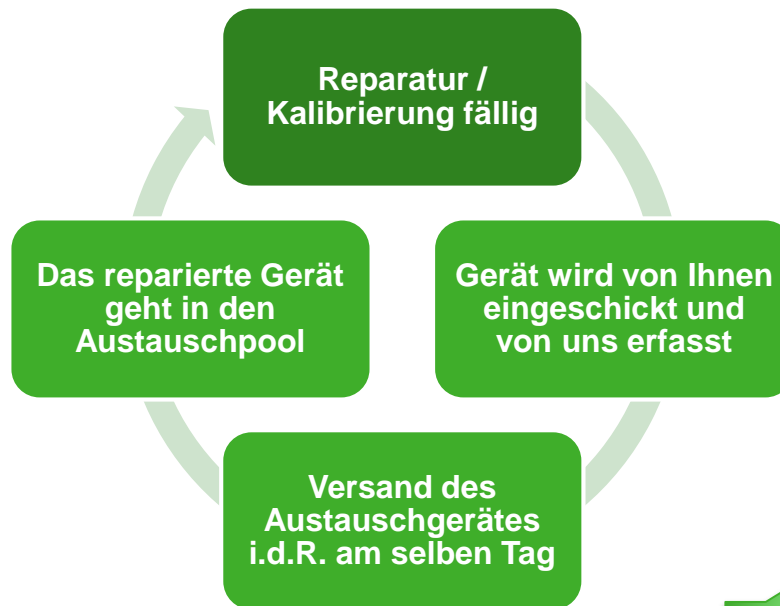 Reparatur /
Kalibrierung fällig
Gerät wird von Ihnen
eingeschickt und
von uns erfasst
Versand des
Austauschgerätes
i.d.R. am selben Tag
Das reparierte Gerät
geht in den
Austauschpool